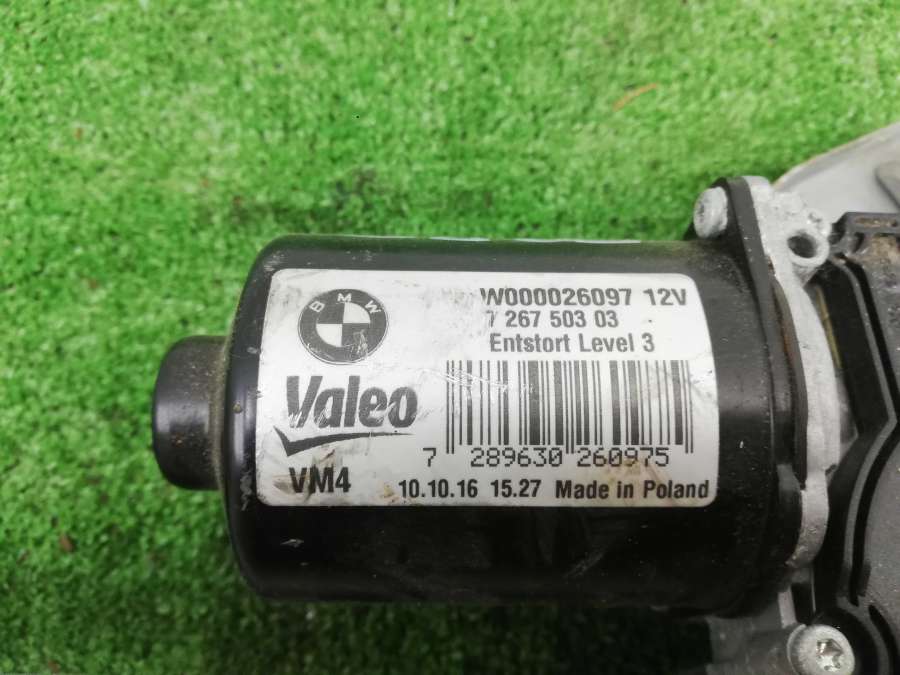 BMW
W000026097 12V
7 267 503 03
Entstort Level 3
Valeo
7 289630 260975
VM4
10.10.16 15.27 Made in Poland